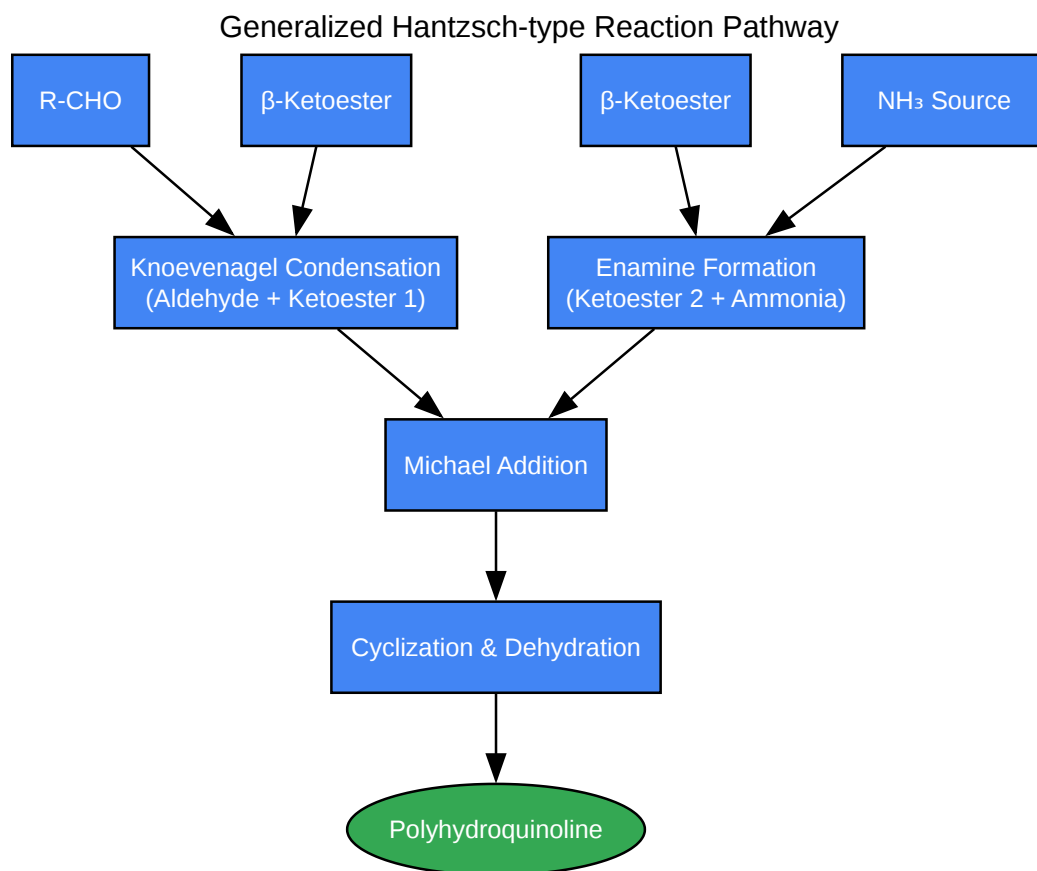 Generalized Hantzsch-type Reaction Pathway
R-CHO
β-Ketoester
β-Ketoester
NH₃ Source
Knoevenagel Condensation
(Aldehyde + Ketoester 1)
Enamine Formation
(Ketoester 2 + Ammonia)
Michael Addition
Cyclization & Dehydration
Polyhydroquinoline